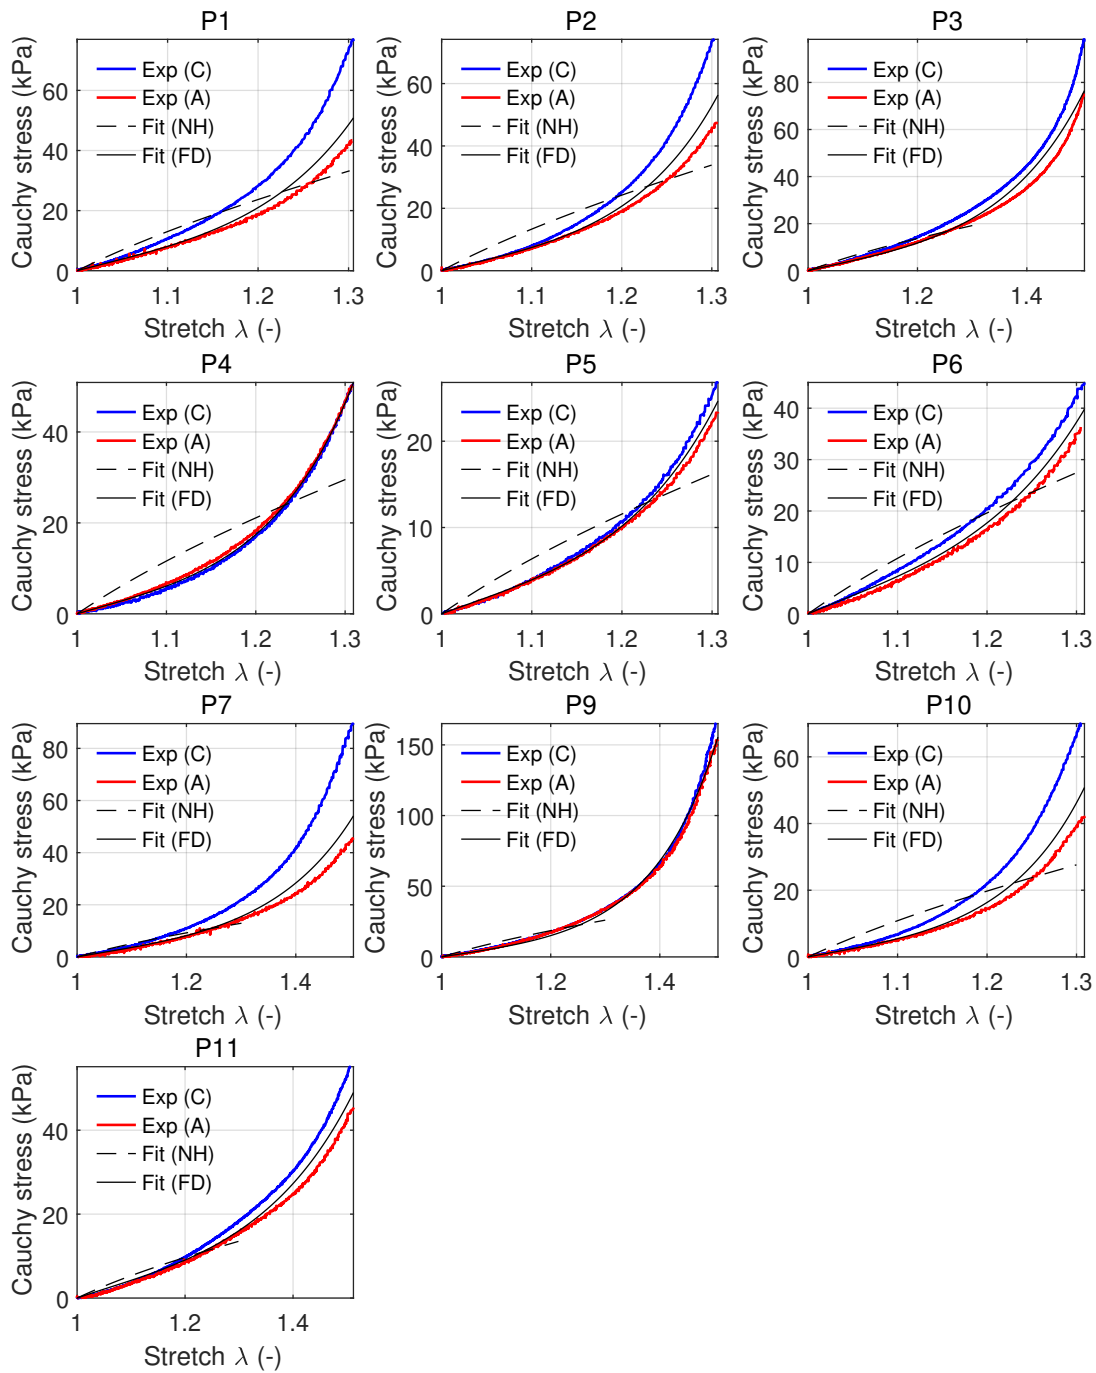 P1
Cauchy stress (kPa)
60
40
20
0
Exp (C)
Exp (A)
Fit (NH)
Fit (FD)
1
1.1
1.2
1.3
Stretch λ (-)
P2
Cauchy stress (kPa)
60
40
20
0
Exp (C)
Exp (A)
Fit (NH)
Fit (FD)
1
1.1
1.2
1.3
Stretch λ (-)
P3
Cauchy stress (kPa)
80
60
40
20
0
Exp (C)
Exp (A)
Fit (NH)
Fit (FD)
1
1.2
1.4
Stretch λ (-)
P4
Cauchy stress (kPa)
40
20
0
Exp (C)
Exp (A)
Fit (NH)
Fit (FD)
1
1.1
1.2
1.3
Stretch λ (-)
P5
Cauchy stress (kPa)
20
10
0
Exp (C)
Exp (A)
Fit (NH)
Fit (FD)
1
1.1
1.2
1.3
Stretch λ (-)
P6
Cauchy stress (kPa)
40
30
20
10
0
Exp (C)
Exp (A)
Fit (NH)
Fit (FD)
1
1.1
1.2
1.3
Stretch λ (-)
P7
Cauchy stress (kPa)
80
60
40
20
0
Exp (C)
Exp (A)
Fit (NH)
Fit (FD)
1
1.2
1.4
Stretch λ (-)
P9
Cauchy stress (kPa)
150
100
50
0
Exp (C)
Exp (A)
Fit (NH)
Fit (FD)
1
1.2
1.4
Stretch λ (-)
P10
Cauchy stress (kPa)
60
40
20
0
Exp (C)
Exp (A)
Fit (NH)
Fit (FD)
1
1.1
1.2
1.3
Stretch λ (-)
P11
Cauchy stress (kPa)
40
20
0
Exp (C)
Exp (A)
Fit (NH)
Fit (FD)
1
1.2
1.4
Stretch λ (-)